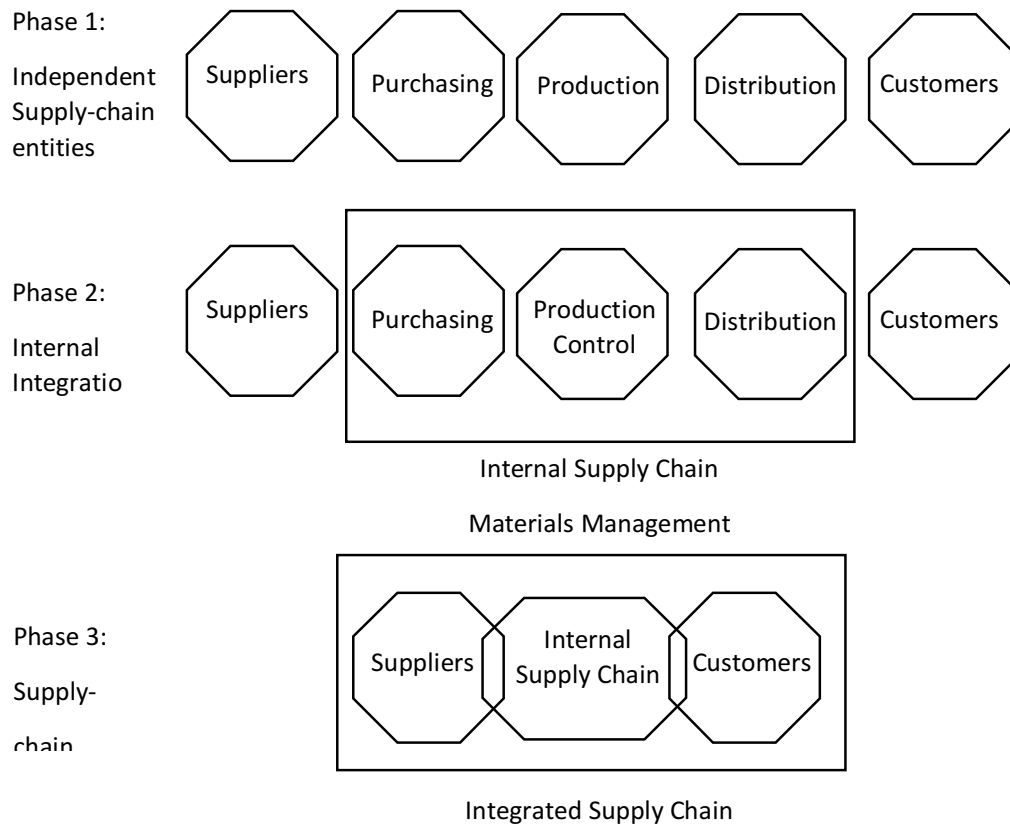 Phase 1:
Independent
Supply-chain
entities
Suppliers
Purchasing
Production
Distribution
Customers
Phase 2:
Internal
Integratio
Suppliers
Purchasing
Production
Control
Distribution
Customers
Internal Supply Chain
Materials Management
Phase 3:
Supply-
chain
Suppliers
Internal
Supply Chain
Customers
Integrated Supply Chain